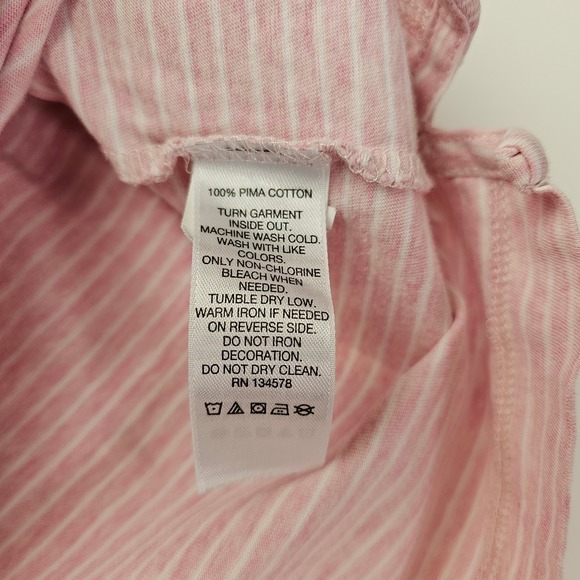 100% PIMA COTTON
TURN GARMENT
INSIDE OUT.
MACHINE WASH COLD.
WASH WITH LIKE
COLORS.
ONLY NON-CHLORINE
BLEACH WHEN
NEEDED.
TUMBLE DRY LOW.
WARM IRON IF NEEDED
ON REVERSE SIDE.
DO NOT IRON
DECORATION.
DO NOT DRY CLEAN.
RN 134578